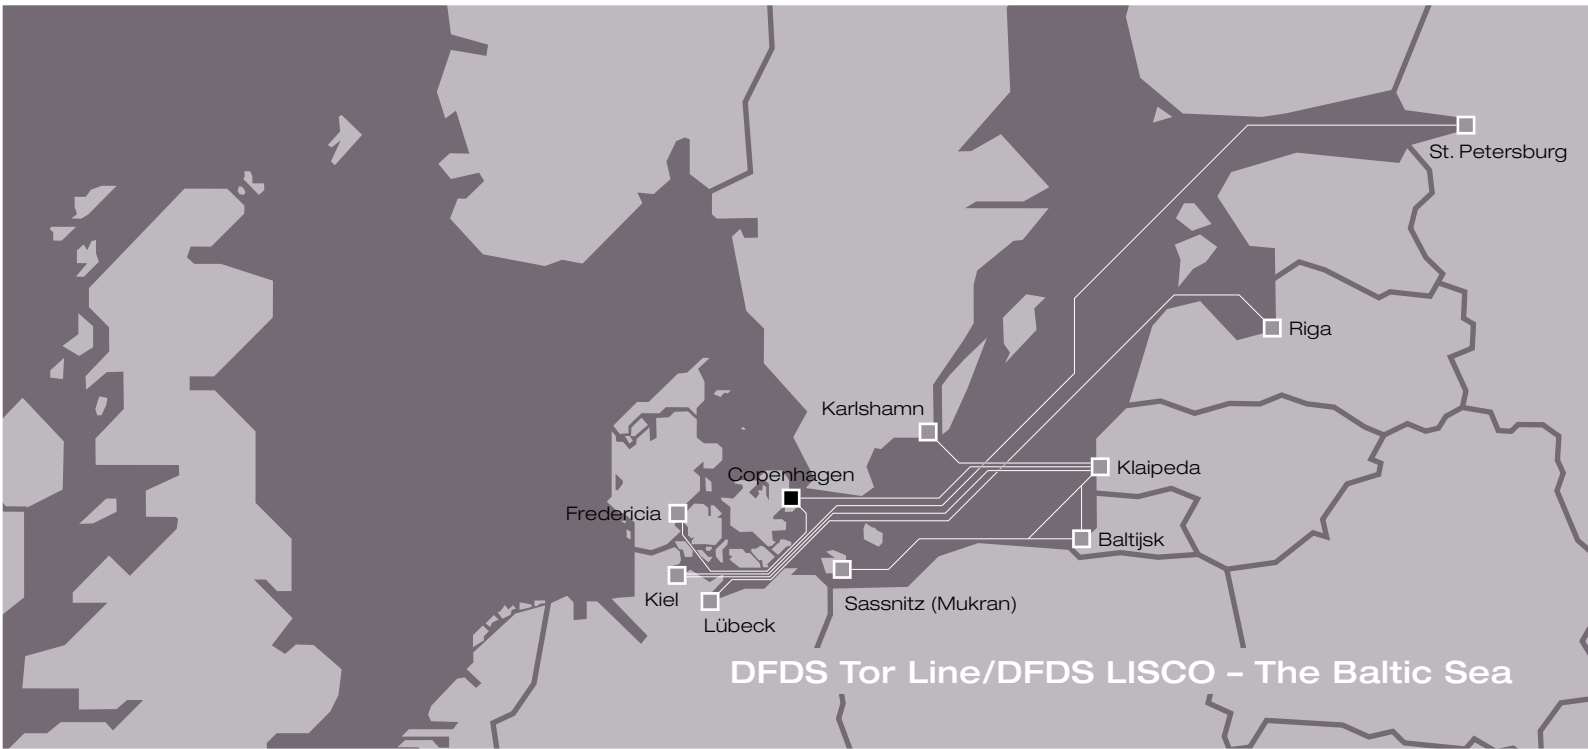 St. Petersburg
Riga
Karlshamn
Klaipeda
Copenhagen
Fredericia
Baltijsk
Kiel
Sassnitz (Mukran)
Lübeck
DFDS Tor Line/DFDS LISCO – The Baltic Sea